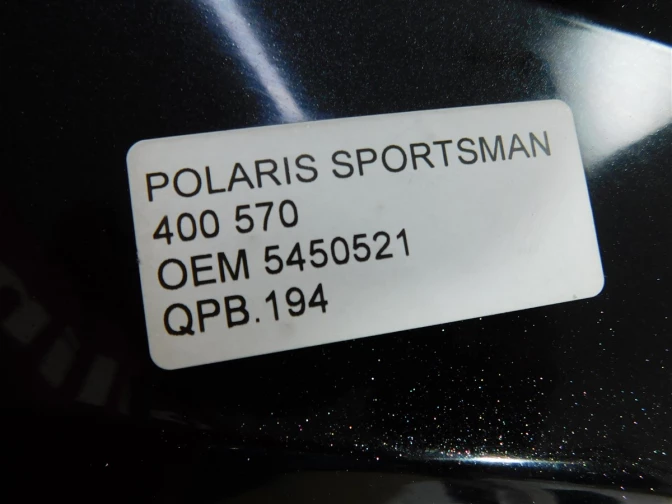 POLARIS SPORTSMAN
400 570
OEM 5450521
QPB.194